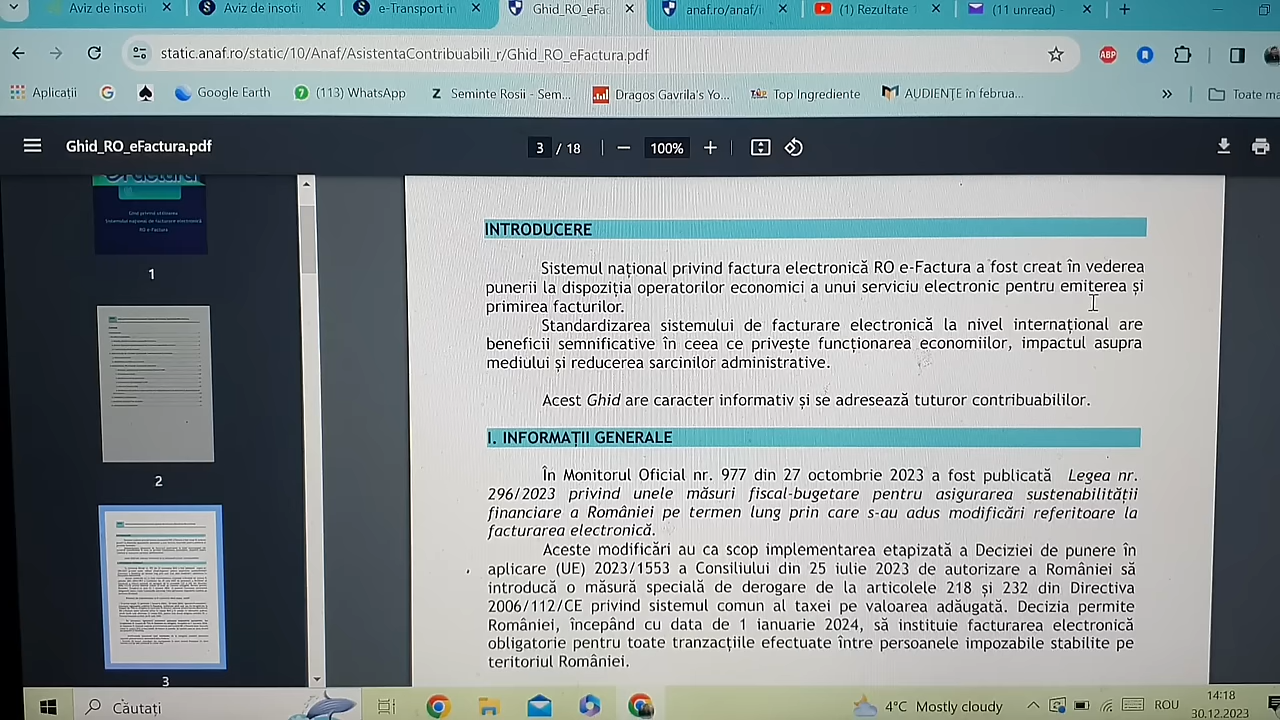 Aviz de însoți
Aviz de însoți
e-Transport în
Ghid_RO_eFac
anaf.ro/anaf/i
(1) Rezultate
(11 unread) -
static.anaf.ro/static/10/Anaf/AsistentaContribuabili_r/Ghid_RO_eFactura.pdf
ABP
Aplicații
Google Earth
(113) WhatsApp
Z Seminte Rosii - Sem...
Dragos Gavrila's Yo...
Top Ingrediente
AUDIENȚE în februa...
Toate ma
Ghid_RO_eFactura.pdf
3 / 18
100%
1
2
3
INTRODUCERE
Sistemul național privind factura electronică RO e-Factura a fost creat în vederea
punerii la dispoziția operatorilor economici a unui serviciu electronic pentru emiterea și
primirea facturilor.
Standardizarea sistemului de facturare electronică la nivel internațional are
beneficii semnificative în ceea ce privește funcționarea economiilor, impactul asupra
mediului și reducerea sarcinilor administrative.
Acest Ghid are caracter informativ și se adresează tuturor contribuabililor.
I. INFORMAȚII GENERALE
În Monitorul Oficial nr. 977 din 27 octombrie 2023 a fost publicată Legea nr.
296/2023 privind unele măsuri fiscal-bugetare pentru asigurarea sustenabilității
financiare a României pe termen lung prin care s-au adus modificări referitoare la
facturarea electronică.
Aceste modificări au ca scop implementarea etapizată a Deciziei de punere în
aplicare (UE) 2023/1553 a Consiliului din 25 iulie 2023 de autorizare a României să
introducă o măsură specială de derogare de la articolele 218 și 232 din Directiva
2006/112/CE privind sistemul comun al taxei pe valoarea adăugată. Decizia permite
României, începând cu data de 1 ianuarie 2024, să instituie facturarea electronică
obligatorie pentru toate tranzacțiile efectuate între persoanele impozabile stabilite pe
teritoriul României.
Căutați
4°C Mostly cloudy
ROU
14:18
30.12.2023